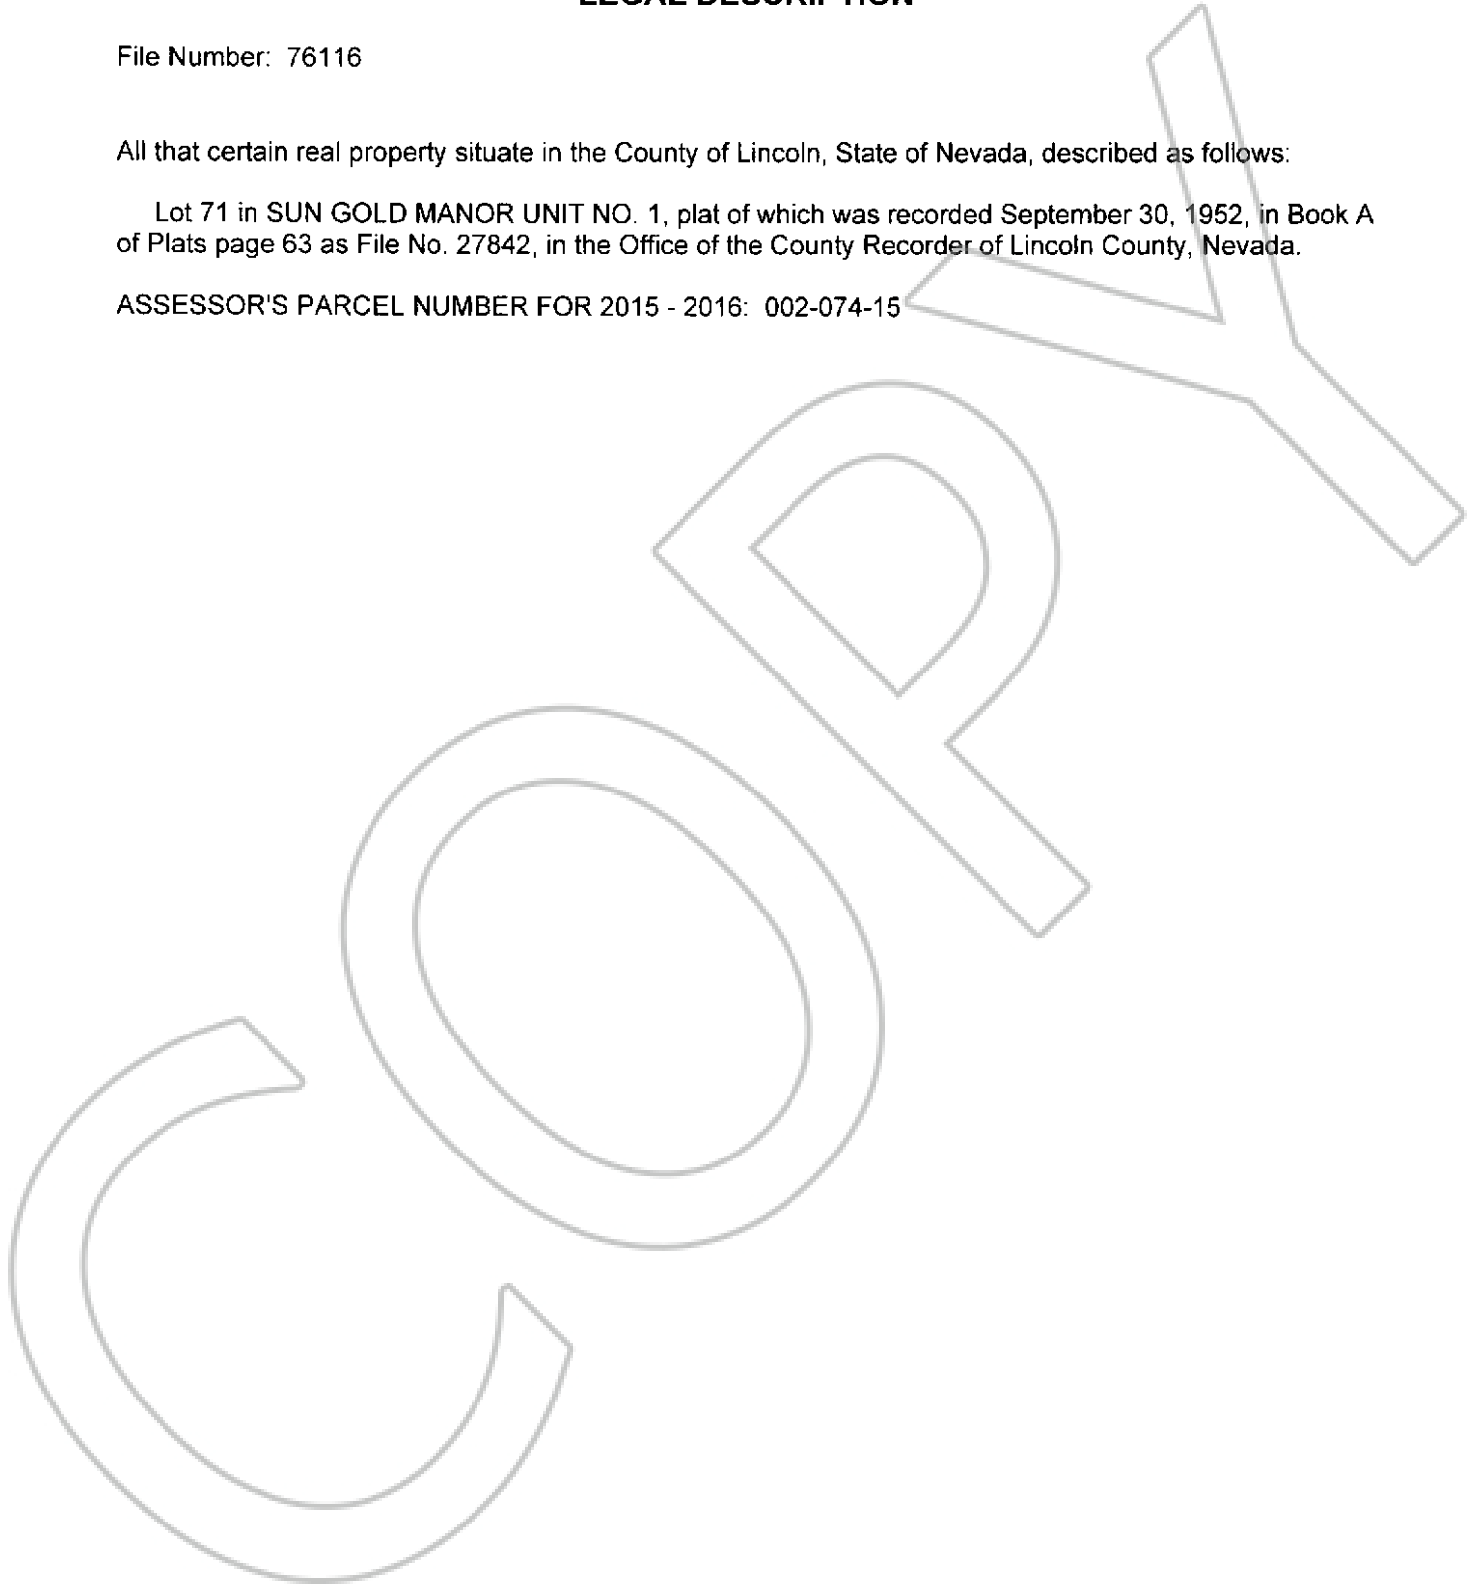 LEGAL DESCRIPTION
File Number: 76116
All that certain real property situate in the County of Lincoln, State of Nevada, described as follows:
Lot 71 in SUN GOLD MANOR UNIT NO. 1, plat of which was recorded September 30, 1952, in Book A
of Plats page 63 as File No. 27842, in the Office of the County Recorder of Lincoln County, Nevada.
ASSESSOR'S PARCEL NUMBER FOR 2015 - 2016: 002-074-15
COPY